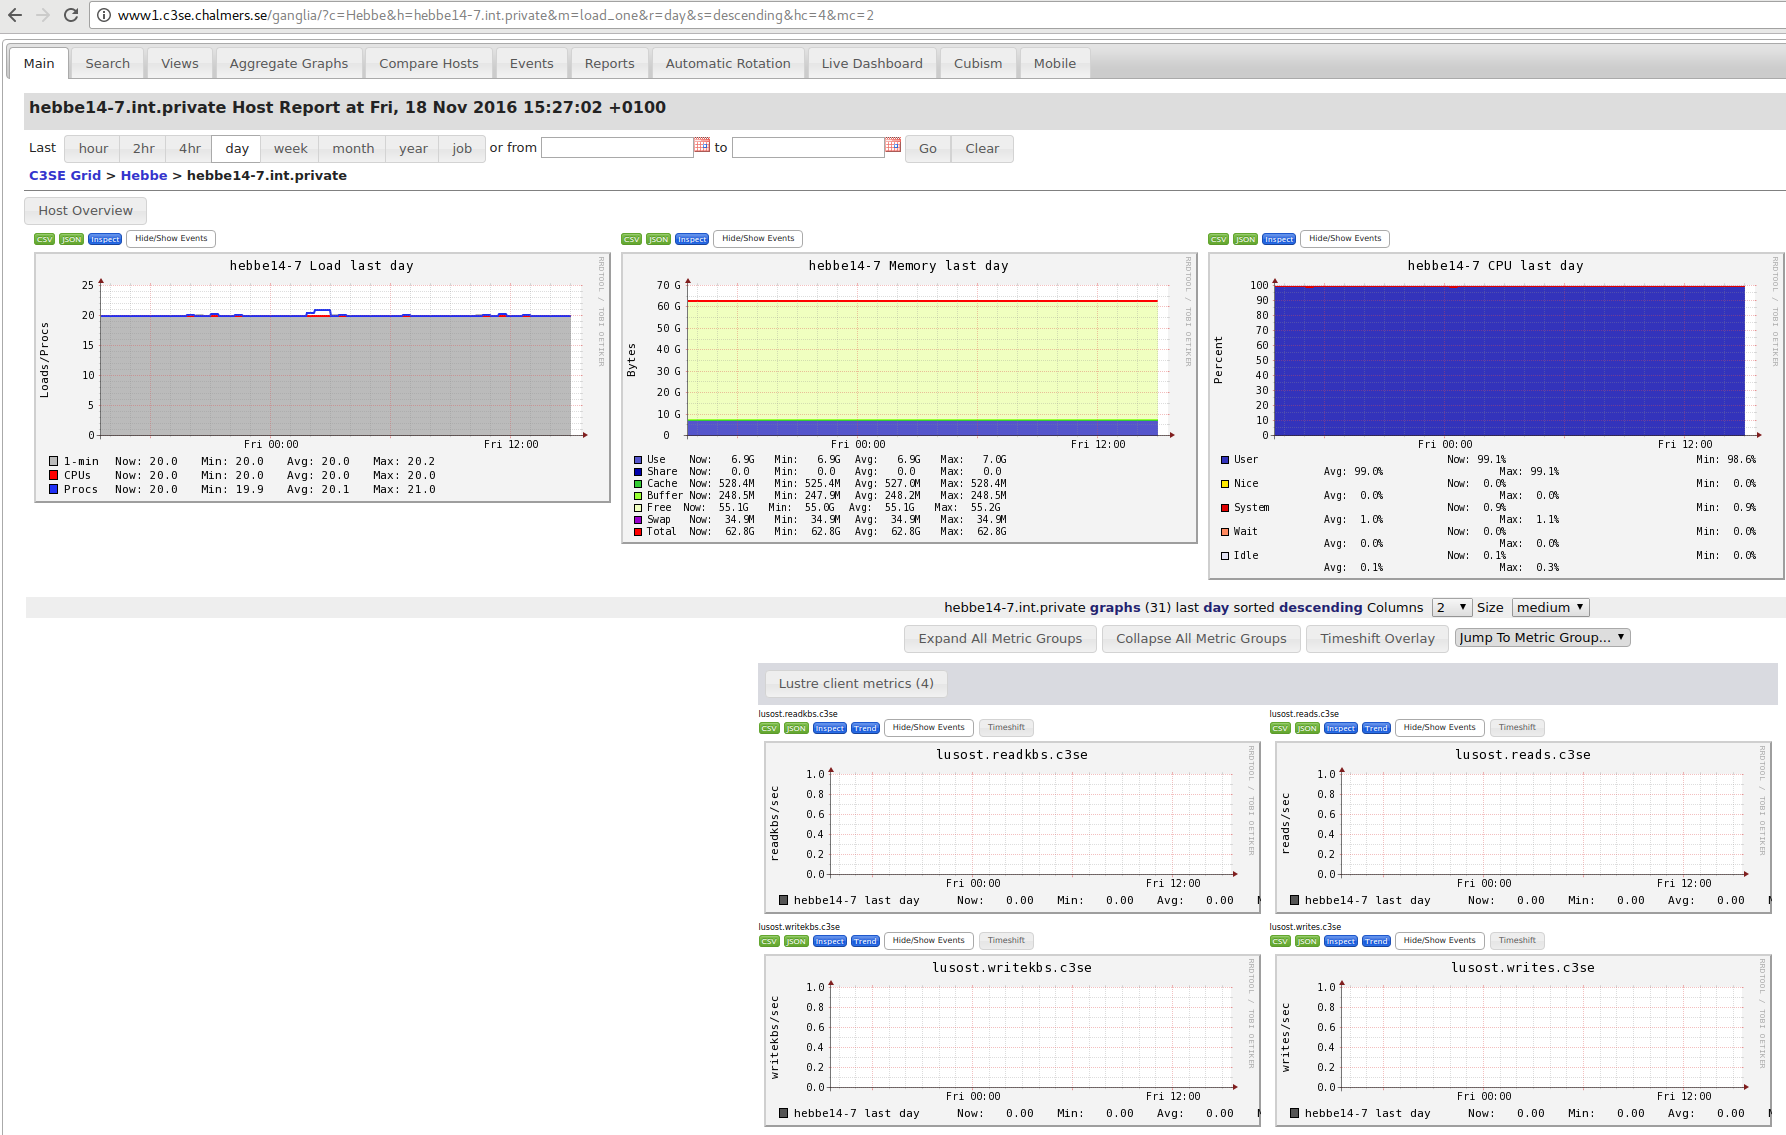 www1.c3se.chalmers.se/ganglia/?c=Hebbe&h=hebbe14-7.int.private&m=load_one&r=day&s=descending&hc=4&mc=2
Main Search Views Aggregate Graphs Compare Hosts Events Reports Automatic Rotation Live Dashboard Cubism Mobile
hebbe14-7.int.private Host Report at Fri, 18 Nov 2016 15:27:02 +0100
Last hour 2hr 4hr day week month year job or from to Go Clear
C3SE Grid > Hebbe > hebbe14-7.int.private
Host Overview
CSV JSON Inspect Hide/Show Events
hebbe14-7 Load last day
RRDTOOL / TOBI OETIKER
Loads/Procs
25
20
15
10
5
0
Fri 00:00 Fri 12:00
1-min Now: 20.0 Min: 20.0 Avg: 20.0 Max: 20.2
CPUs Now: 20.0 Min: 20.0 Avg: 20.0 Max: 20.0
Procs Now: 20.0 Min: 19.9 Avg: 20.1 Max: 21.0
CSV JSON Inspect Hide/Show Events
hebbe14-7 Memory last day
RRDTOOL / TOBI OETIKER
Bytes
70 G
60 G
50 G
40 G
30 G
20 G
10 G
0
Fri 00:00 Fri 12:00
Use Now: 6.9G Min: 6.9G Avg: 6.9G Max: 7.0G
Share Now: 0.0 Min: 0.0 Avg: 0.0 Max: 0.0
Cache Now: 528.4M Min: 525.4M Avg: 527.0M Max: 528.4M
Buffer Now: 248.5M Min: 247.9M Avg: 248.2M Max: 248.5M
Free Now: 55.1G Min: 55.0G Avg: 55.1G Max: 55.2G
Swap Now: 34.9M Min: 34.9M Avg: 34.9M Max: 34.9M
Total Now: 62.8G Min: 62.8G Avg: 62.8G Max: 62.8G
CSV JSON Inspect Hide/Show Events
hebbe14-7 CPU last day
RRDTOOL / TOBI OETIKER
Percent
100
90
80
70
60
50
40
30
20
10
0
Fri 00:00 Fri 12:00
User Now: 99.1% Min: 98.6%
Avg: 99.0% Max: 99.1%
Nice Now: 0.0% Min: 0.0%
Avg: 0.0% Max: 0.0%
System Now: 0.9% Min: 0.9%
Avg: 1.0% Max: 1.1%
Wait Now: 0.0% Min: 0.0%
Avg: 0.0% Max: 0.0%
Idle Now: 0.1% Min: 0.0%
Avg: 0.1% Max: 0.3%
hebbe14-7.int.private graphs (31) last day sorted descending Columns 2 Size medium
Expand All Metric Groups Collapse All Metric Groups Timeshift Overlay Jump To Metric Group...
Lustre client metrics (4)
lusost.readkbs.c3se
CSV JSON Inspect Trend Hide/Show Events Timeshift
lusost.readkbs.c3se
RRDTOOL / TOBI OETIKER
readkbs/sec
1.0
0.8
0.6
0.4
0.2
0.0
Fri 00:00 Fri 12:00
hebbe14-7 last day Now: 0.00 Min: 0.00 Avg: 0.00
lusost.reads.c3se
CSV JSON Inspect Trend Hide/Show Events Timeshift
lusost.reads.c3se
RRDTOOL / TOBI OETIKER
reads/sec
1.0
0.8
0.6
0.4
0.2
0.0
Fri 00:00 Fri 12:00
hebbe14-7 last day Now: 0.00 Min: 0.00 Avg: 0.00
lusost.writekbs.c3se
CSV JSON Inspect Trend Hide/Show Events Timeshift
lusost.writekbs.c3se
RRDTOOL / TOBI OETIKER
writekbs/sec
1.0
0.8
0.6
0.4
0.2
0.0
Fri 00:00 Fri 12:00
hebbe14-7 last day Now: 0.00 Min: 0.00 Avg: 0.00
lusost.writes.c3se
CSV JSON Inspect Trend Hide/Show Events Timeshift
lusost.writes.c3se
RRDTOOL / TOBI OETIKER
writes/sec
1.0
0.8
0.6
0.4
0.2
0.0
Fri 00:00 Fri 12:00
hebbe14-7 last day Now: 0.00 Min: 0.00 Avg: 0.00